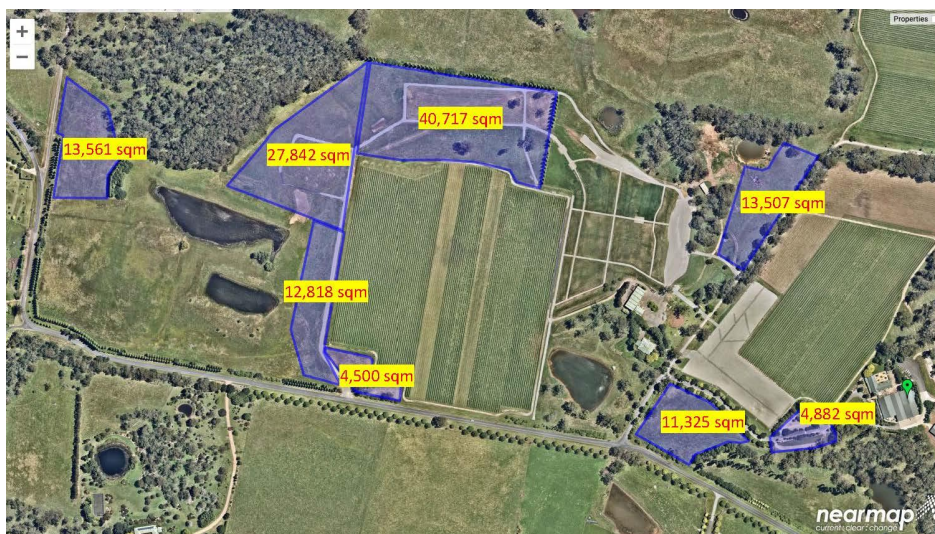 +
Properties
−
40,717 sqm
13,561 sqm
27,842 sqm
13,507 sqm
12,818 sqm
4,500 sqm
11,325 sqm
4,882 sqm
nearmap
current:clear:change